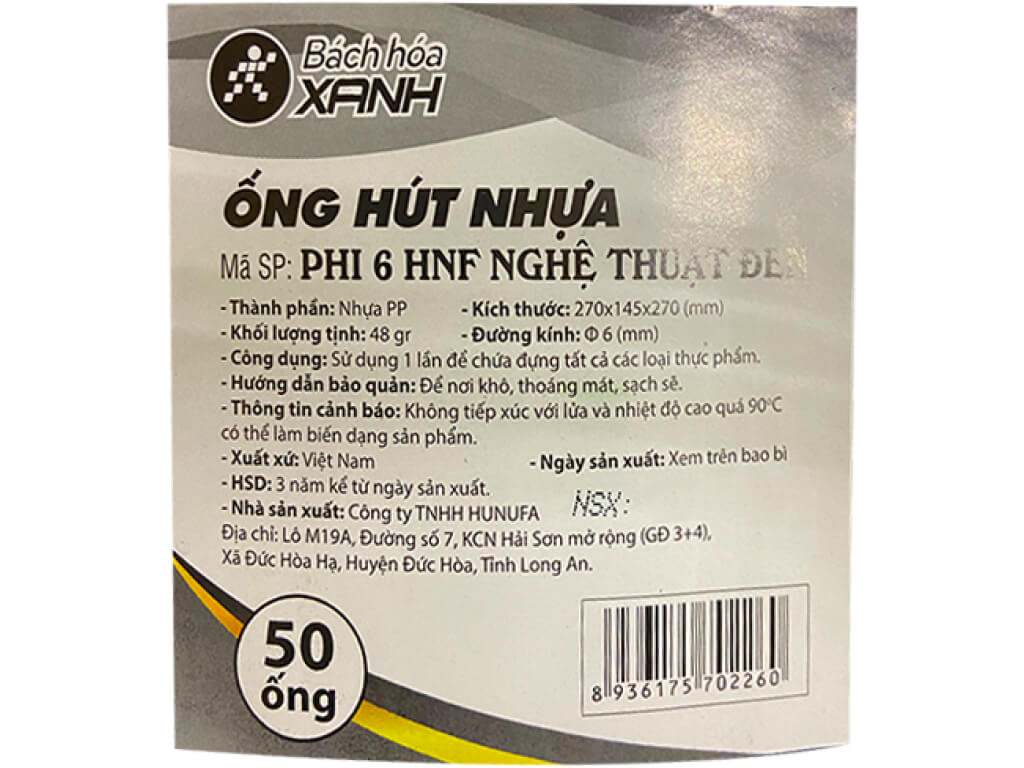 Bách hóa
XANH
ỐNG HÚT NHỰA
Mã SP: PHI 6 HNF NGHỆ THUẬT ĐEN
- Thành phần: Nhựa PP - Kích thước: 270x145x270 (mm)
- Khối lượng tịnh: 48 gr - Đường kính: Φ 6 (mm)
- Công dụng: Sử dụng 1 lần để chứa đựng tất cả các loại thực phẩm.
- Hướng dẫn bảo quản: Để nơi khô, thoáng mát, sạch sẽ.
- Thông tin cảnh báo: Không tiếp xúc với lửa và nhiệt độ cao quá 90°C
có thể làm biến dạng sản phẩm.
- Xuất xứ: Việt Nam - Ngày sản xuất: Xem trên bao bì
- HSD: 3 năm kể từ ngày sản xuất.
NSX:
- Nhà sản xuất: Công ty TNHH HUNUFA
Địa chỉ: Lô M19A, Đường số 7, KCN Hải Sơn mở rộng (GĐ 3+4),
Xã Đức Hòa Hạ, Huyện Đức Hòa, Tỉnh Long An.
50
ống
8 936175 702260